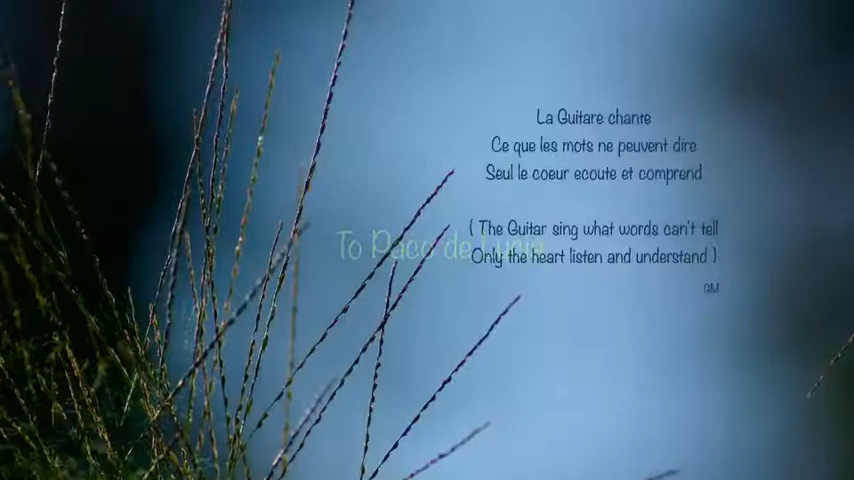 La Guitare chante
Ce que les mots ne peuvent dire
Seul le coeur ecoute et comprend
( The Guitar sing what words can't tell
To Paco de Lucia
Only the heart listen and understand )
GM